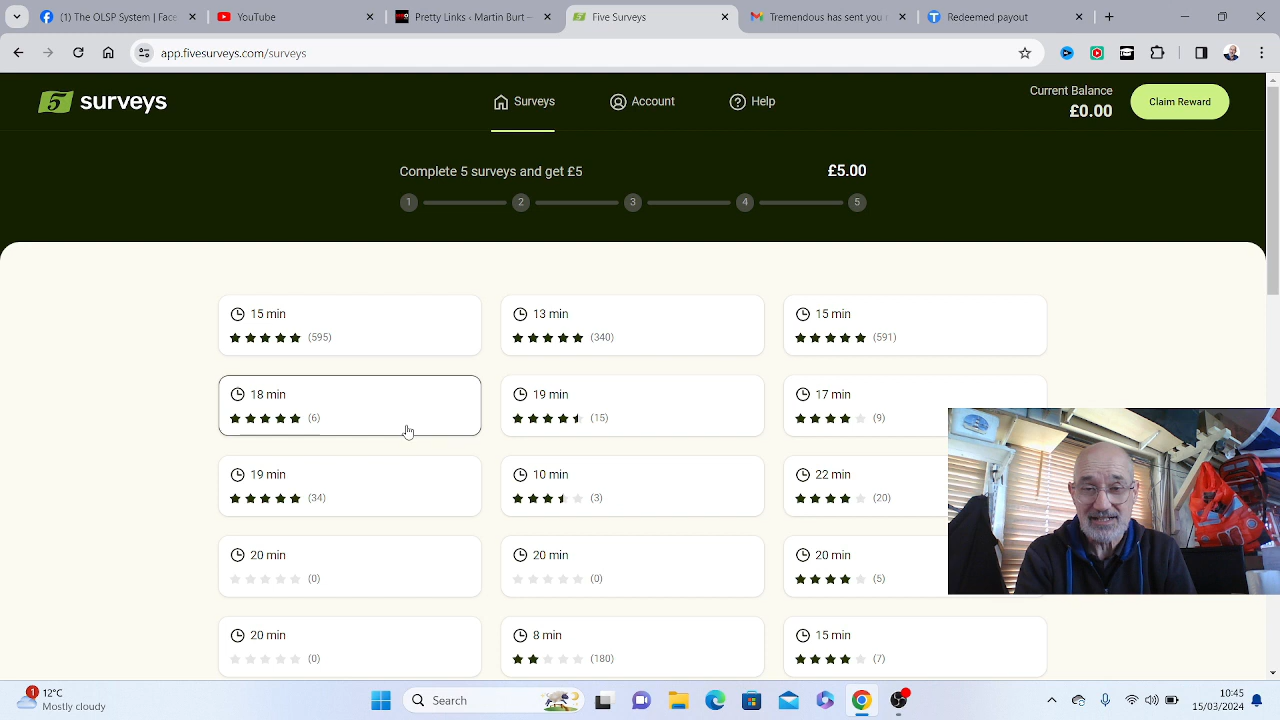 (1) The OLSP System | Face
YouTube
Pretty Links ‹ Martin Burt —
Five Surveys
Tremendous has sent you
Redeemed payout
app.fivesurveys.com/surveys
5 surveys
Surveys
Account
Help
Current Balance
£0.00
Claim Reward
Complete 5 surveys and get £5
£5.00
1 2 3 4 5
15 min
(595)
13 min
(340)
15 min
(591)
18 min
(6)
19 min
(15)
17 min
(9)
19 min
(34)
10 min
(3)
22 min
(20)
20 min
(0)
20 min
(0)
20 min
(5)
20 min
(0)
8 min
(180)
15 min
(7)
1
12°C
Mostly cloudy
Search
10:45
15/03/2024